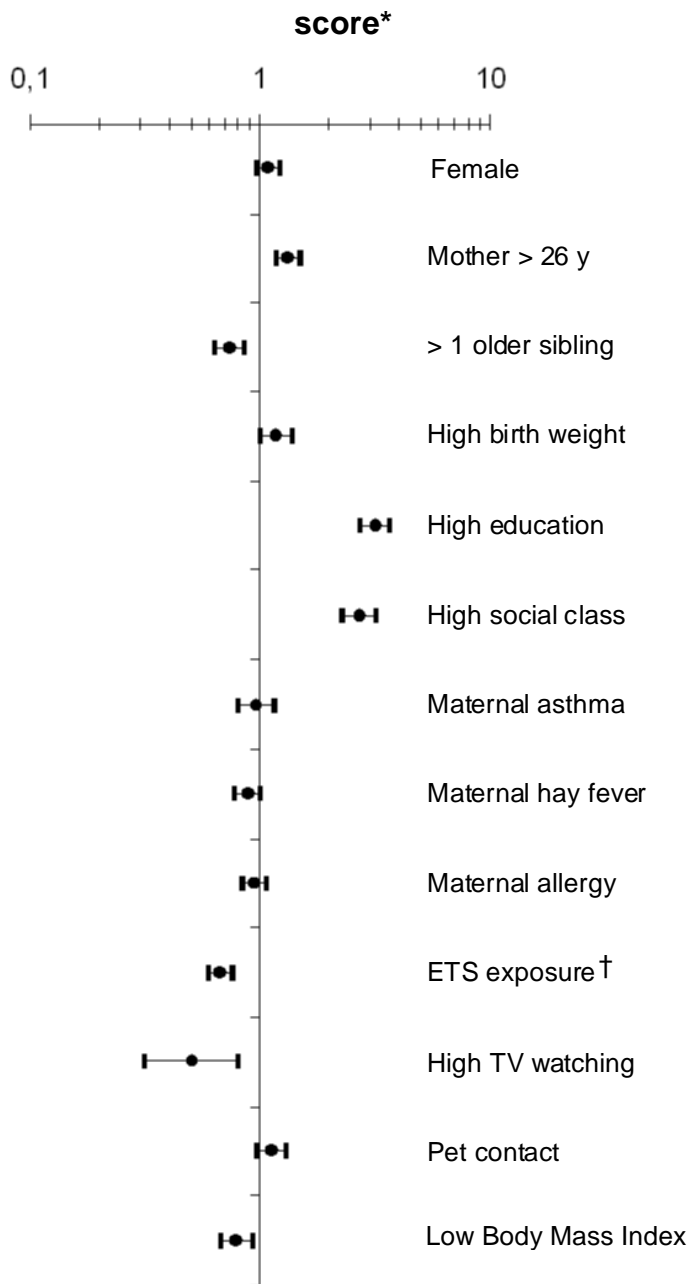 score*
0,1 1 10
Female
Mother > 26 y
> 1 older sibling
High birth weight
High education
High social class
Maternal asthma
Maternal hay fever
Maternal allergy
ETS exposure†
High TV watching
Pet contact
Low Body Mass Index